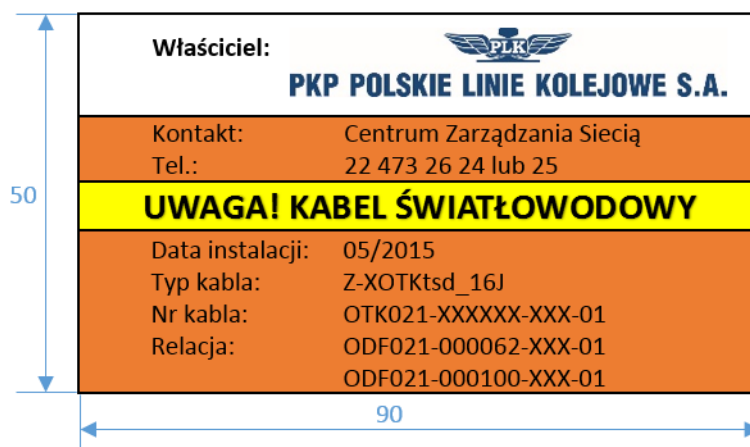 Właściciel:
PLK
PKP POLSKIE LINIE KOLEJOWE S.A.
Kontakt: Centrum Zarządzania Siecią
Tel.: 22 473 26 24 lub 25
50
UWAGA! KABEL ŚWIATŁOWODOWY
Data instalacji: 05/2015
Typ kabla: Z-XOTKtsd_16J
Nr kabla: OTK021-XXXXXX-XXX-01
Relacja: ODF021-000062-XXX-01
ODF021-000100-XXX-01
90